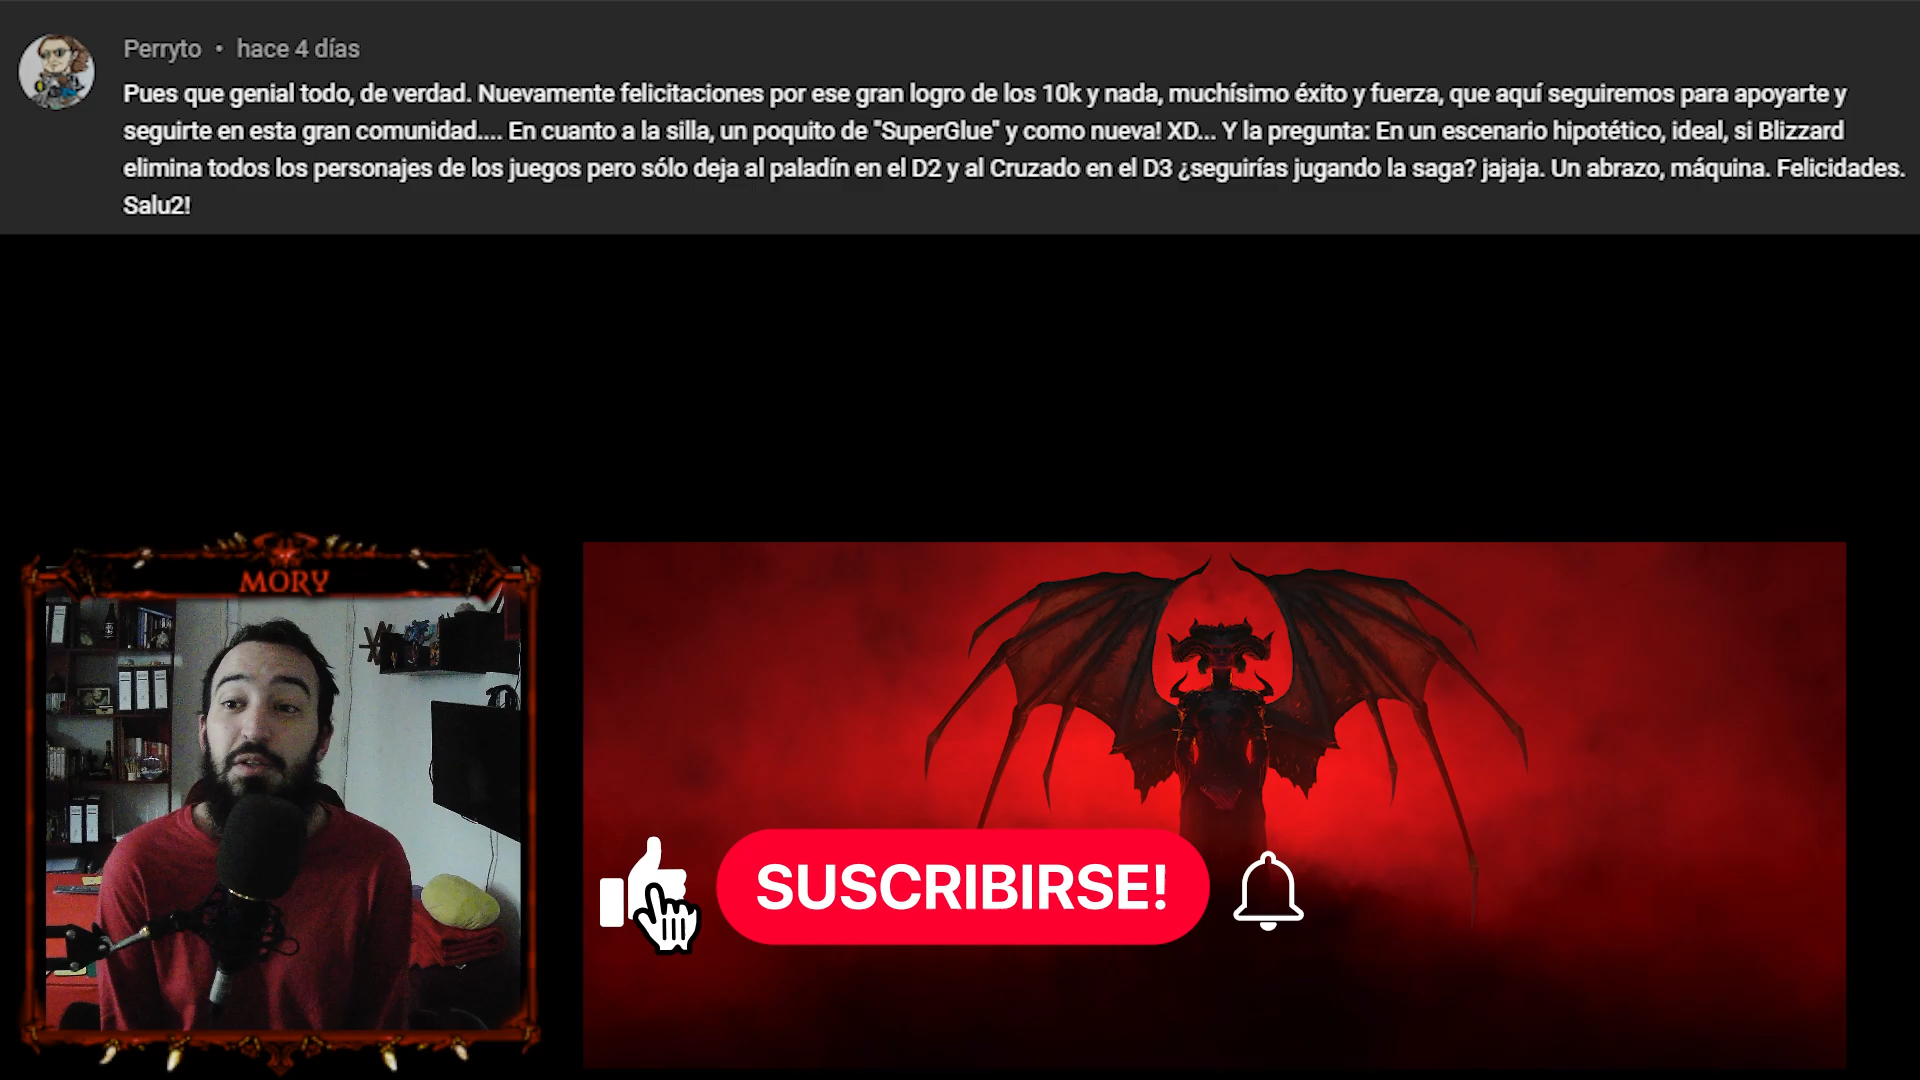 Perryto • hace 4 días
Pues que genial todo, de verdad. Nuevamente felicitaciones por ese gran logro de los 10k y nada, muchísimo éxito y fuerza, que aquí seguiremos para apoyarte y
seguirte en esta gran comunidad.... En cuanto a la silla, un poquito de "SuperGlue" y como nueva! XD... Y la pregunta: En un escenario hipotético, ideal, si Blizzard
elimina todos los personajes de los juegos pero sólo deja al paladín en el D2 y al Cruzado en el D3 ¿seguirías jugando la saga? jajaja. Un abrazo, máquina. Felicidades.
Salu2!
MORY
SUSCRIBIRSE!